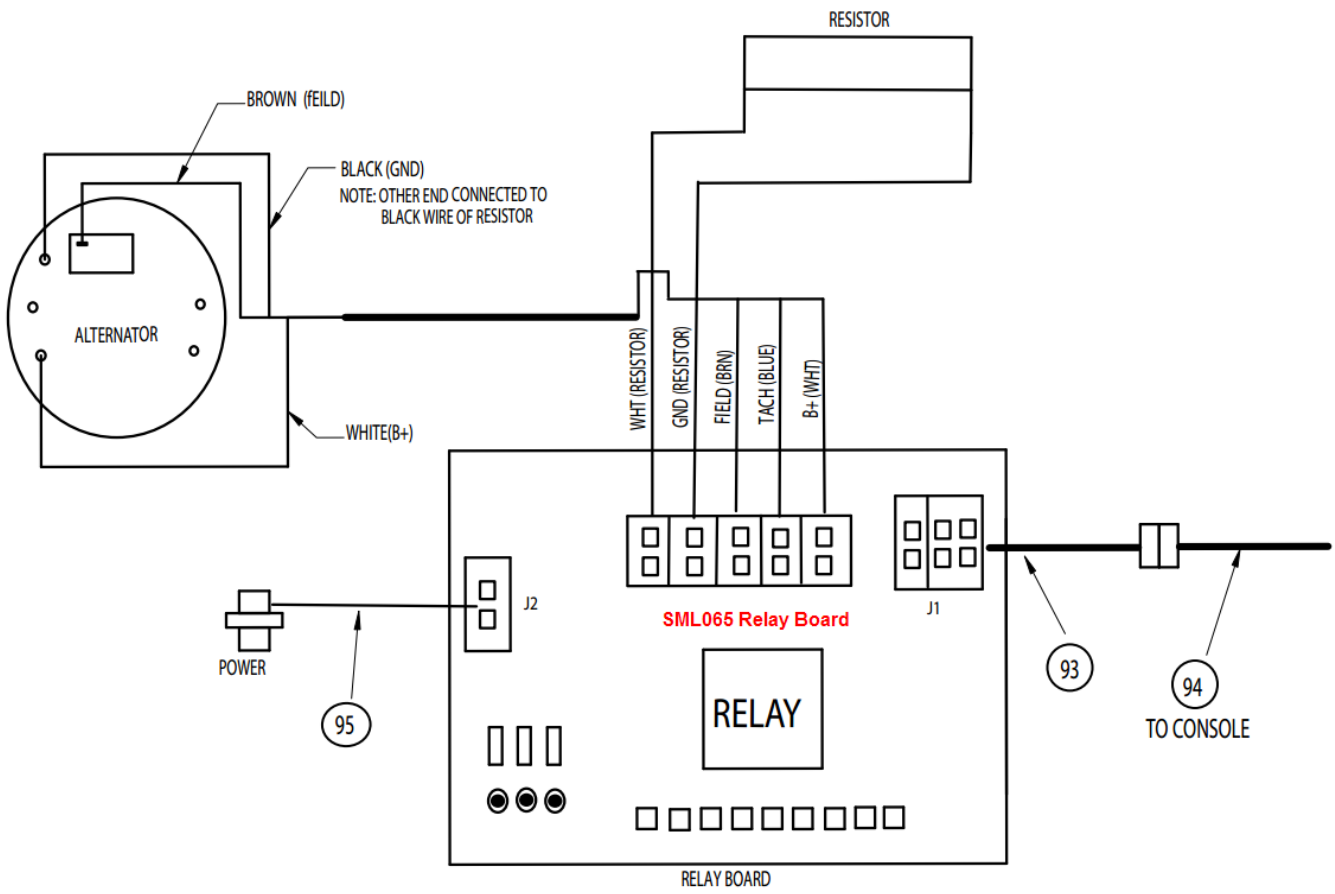 RESISTOR
BROWN (fEILD)
BLACK (GND)
NOTE: OTHER END CONNECTED TO
BLACK WIRE OF RESISTOR
ALTERNATOR
WHITE(B+)
WHT (RESISTOR)
GND (RESISTOR)
FIELD (BRN)
TACH (BLUE)
B+ (WHT)
J2
J1
SML065 Relay Board
POWER
95
RELAY
93
94
TO CONSOLE
RELAY BOARD